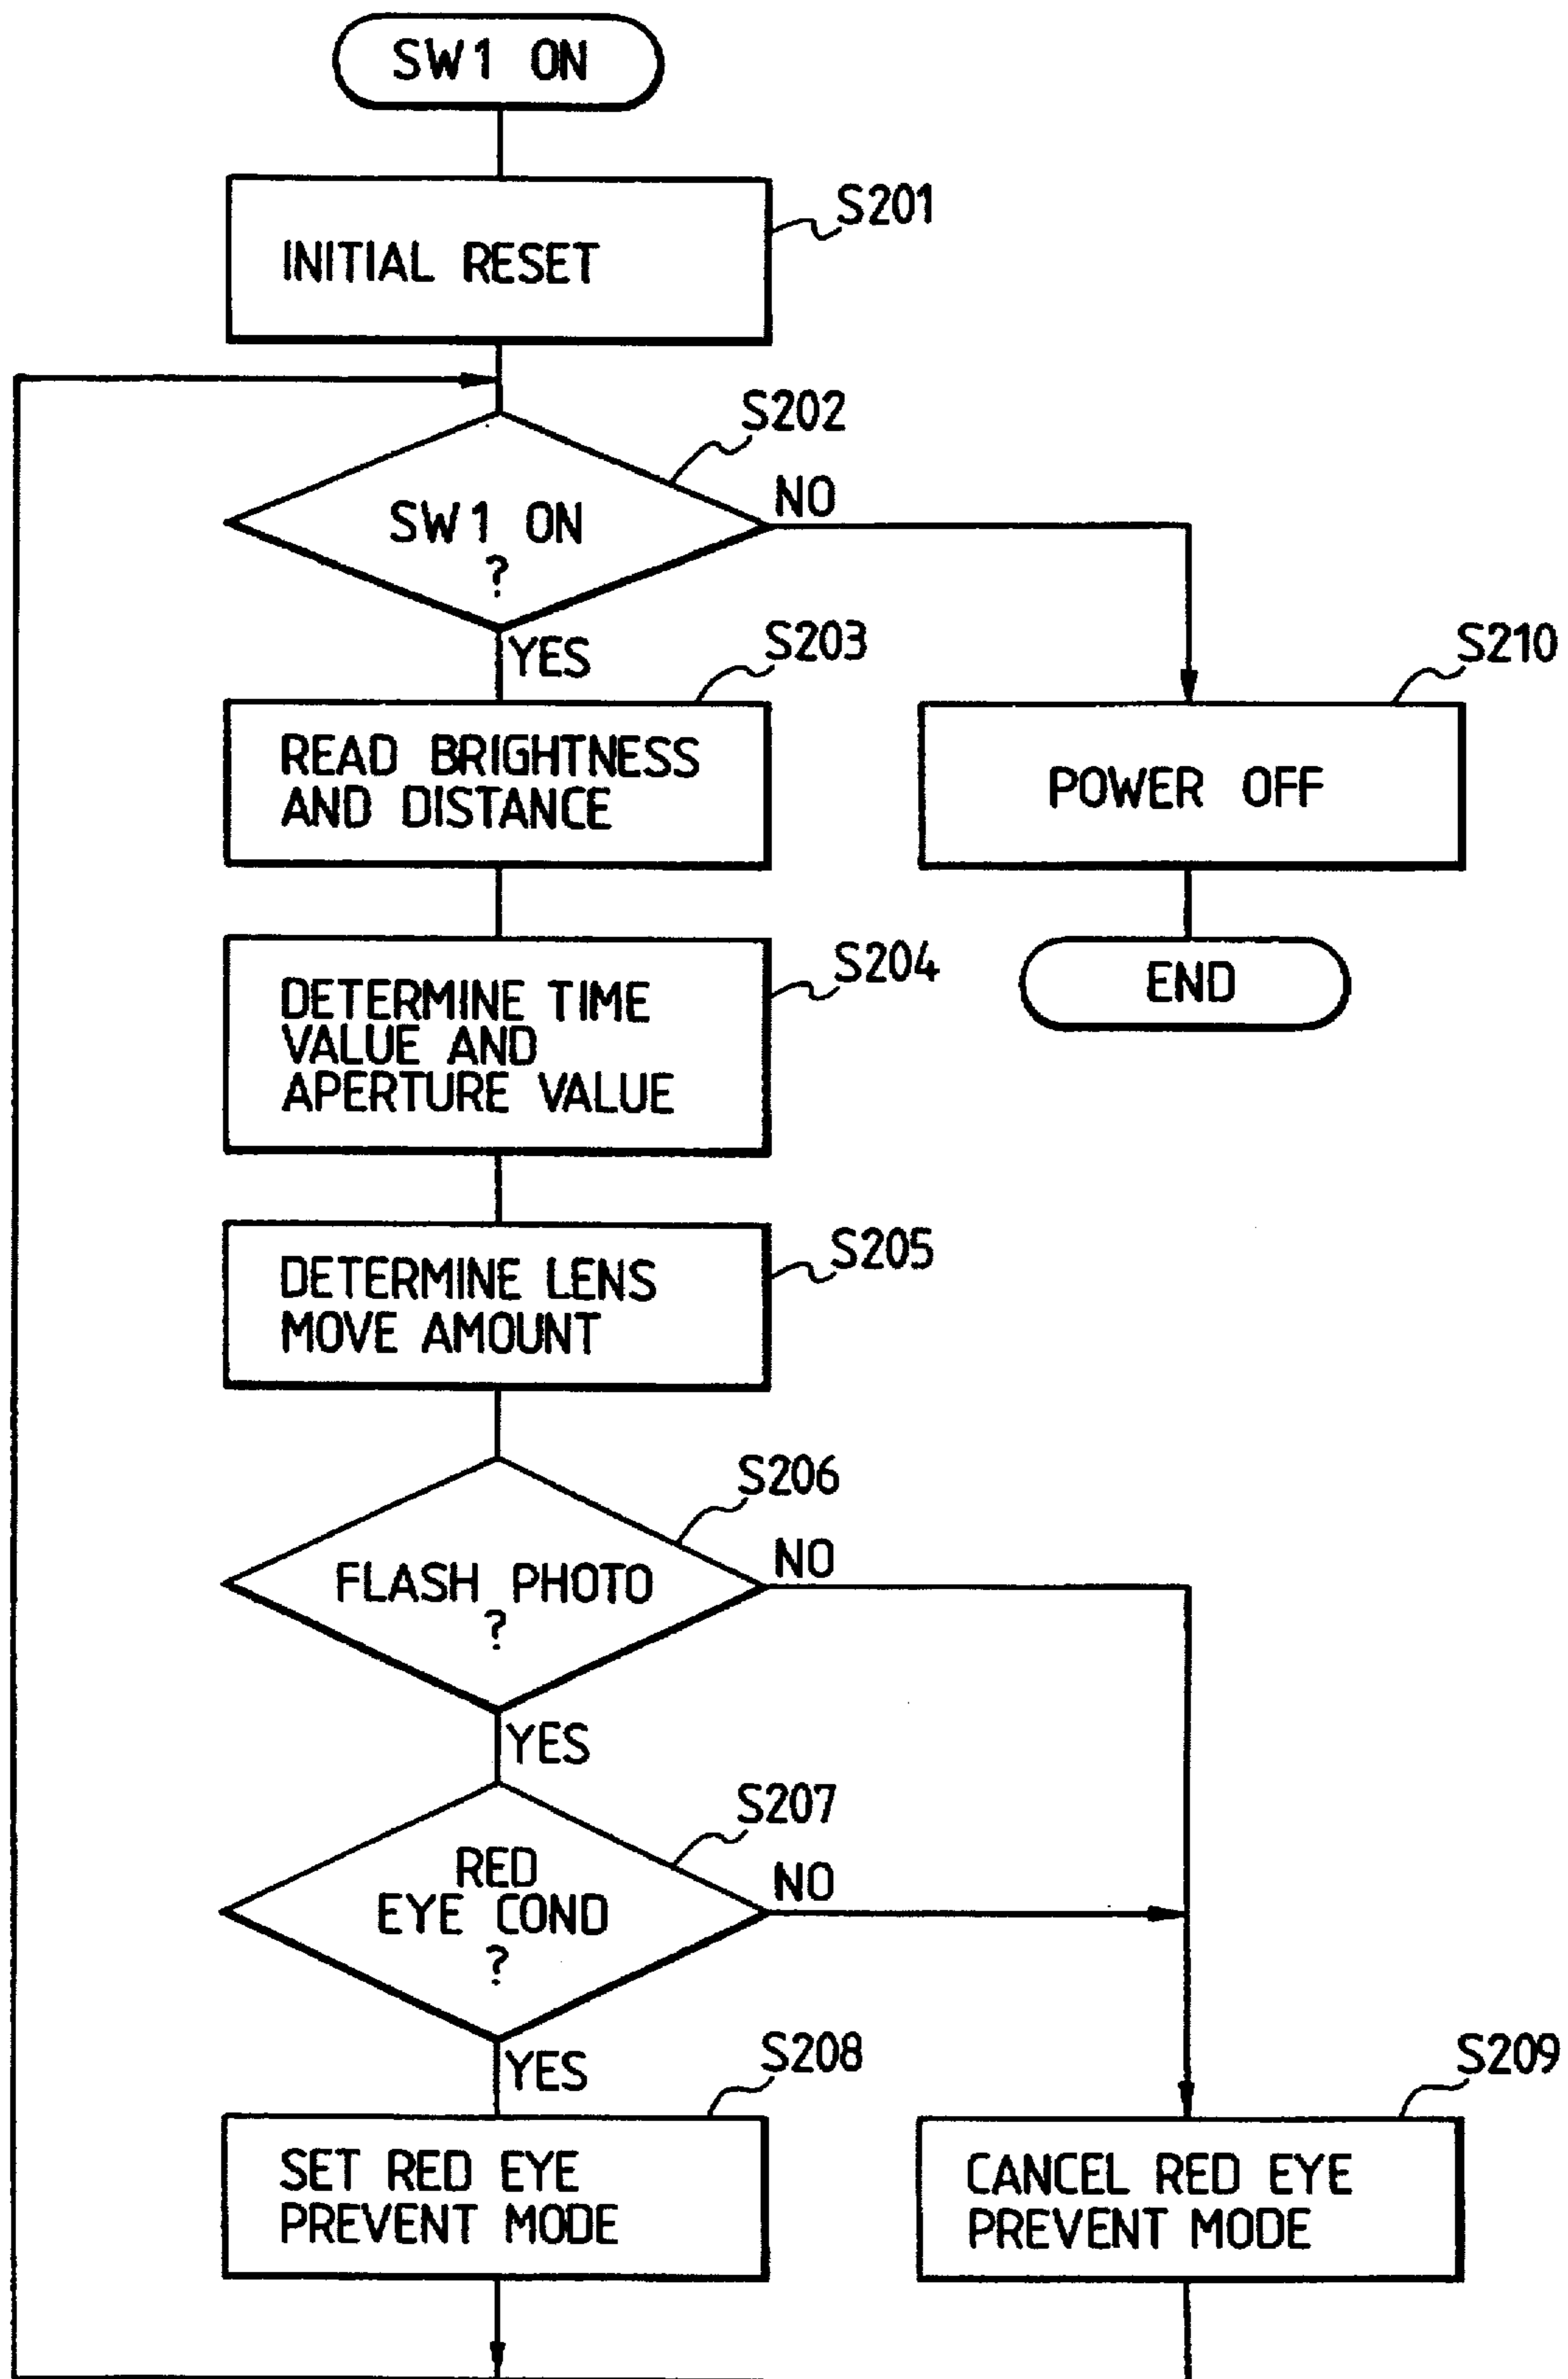 SW1 ON
S201
INITIAL RESET
S202
SW1 ON
?
NO
YES
S203
READ BRIGHTNESS
AND DISTANCE
S210
POWER OFF
S204
DETERMINE TIME
VALUE AND
APERTURE VALUE
END
S205
DETERMINE LENS
MOVE AMOUNT
S206
FLASH PHOTO
?
NO
YES
S207
RED
EYE COND
?
NO
YES
S208
SET RED EYE
PREVENT MODE
S209
CANCEL RED EYE
PREVENT MODE